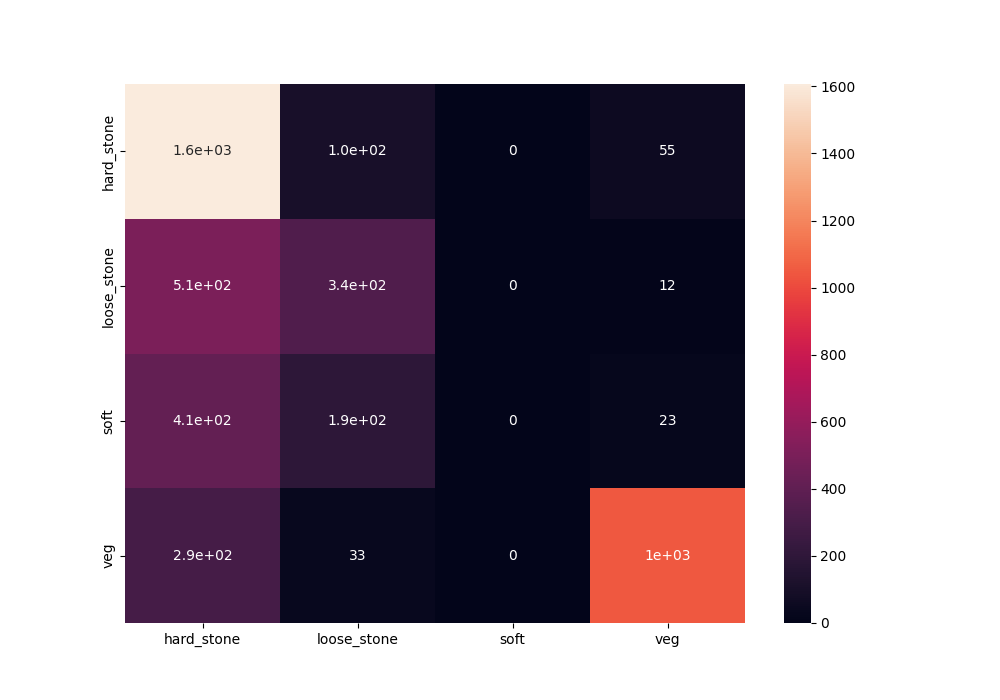 hard_stone 1.6e+03 1.0e+02 0 55
loose_stone 5.1e+02 3.4e+02 0 12
soft 4.1e+02 1.9e+02 0 23
veg 2.9e+02 33 0 1e+03
hard_stone loose_stone soft veg
1600
1400
1200
1000
800
600
400
200
0